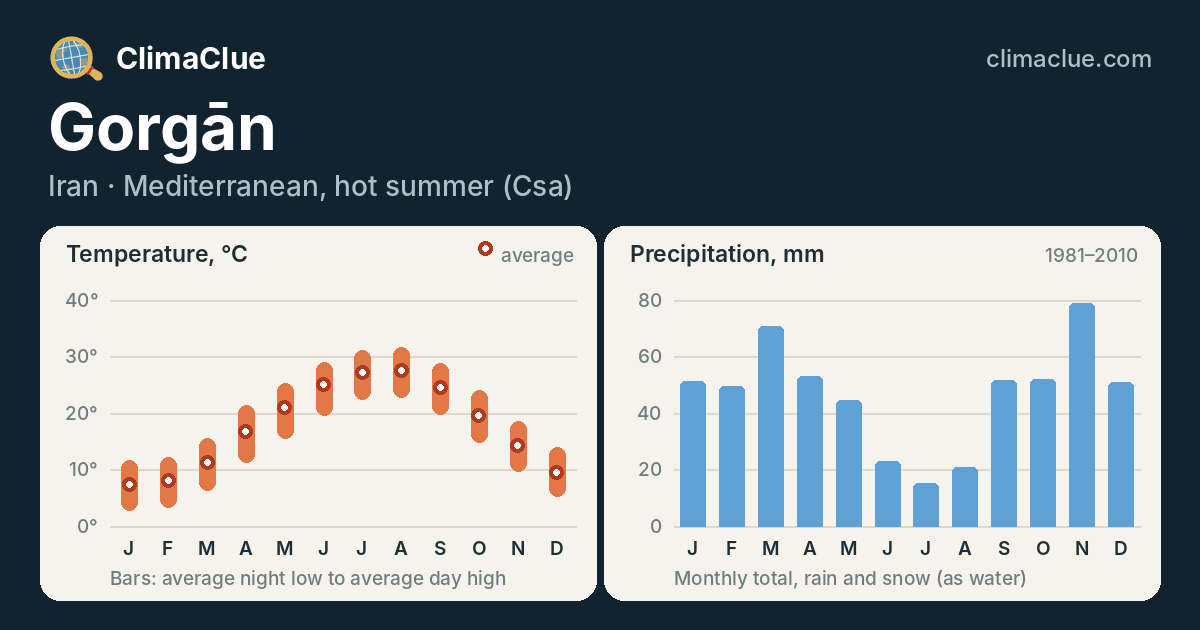 ClimaClue
climaclue.com
Gorgān
Iran · Mediterranean, hot summer (Csa)
Temperature, °C
average
40°
30°
20°
10°
0°
J F M A M J J A S O N D
Bars: average night low to average day high
Precipitation, mm
1981–2010
80
60
40
20
0
J F M A M J J A S O N D
Monthly total, rain and snow (as water)